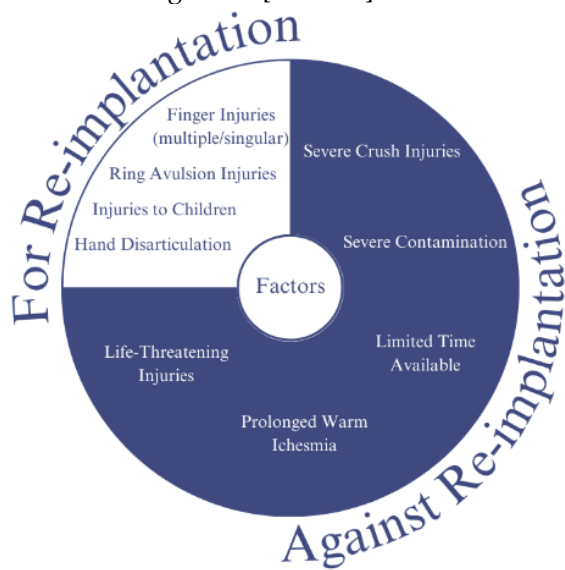 For Re-implantation
Finger Injuries
(multiple/singular)
Ring Avulsion Injuries
Injuries to Children
Hand Disarticulation
Factors
Severe Crush Injuries
Severe Contamination
Limited Time
Available
Prolonged Warm
Ichesmia
Life-Threatening
Injuries
Against Re-implantation